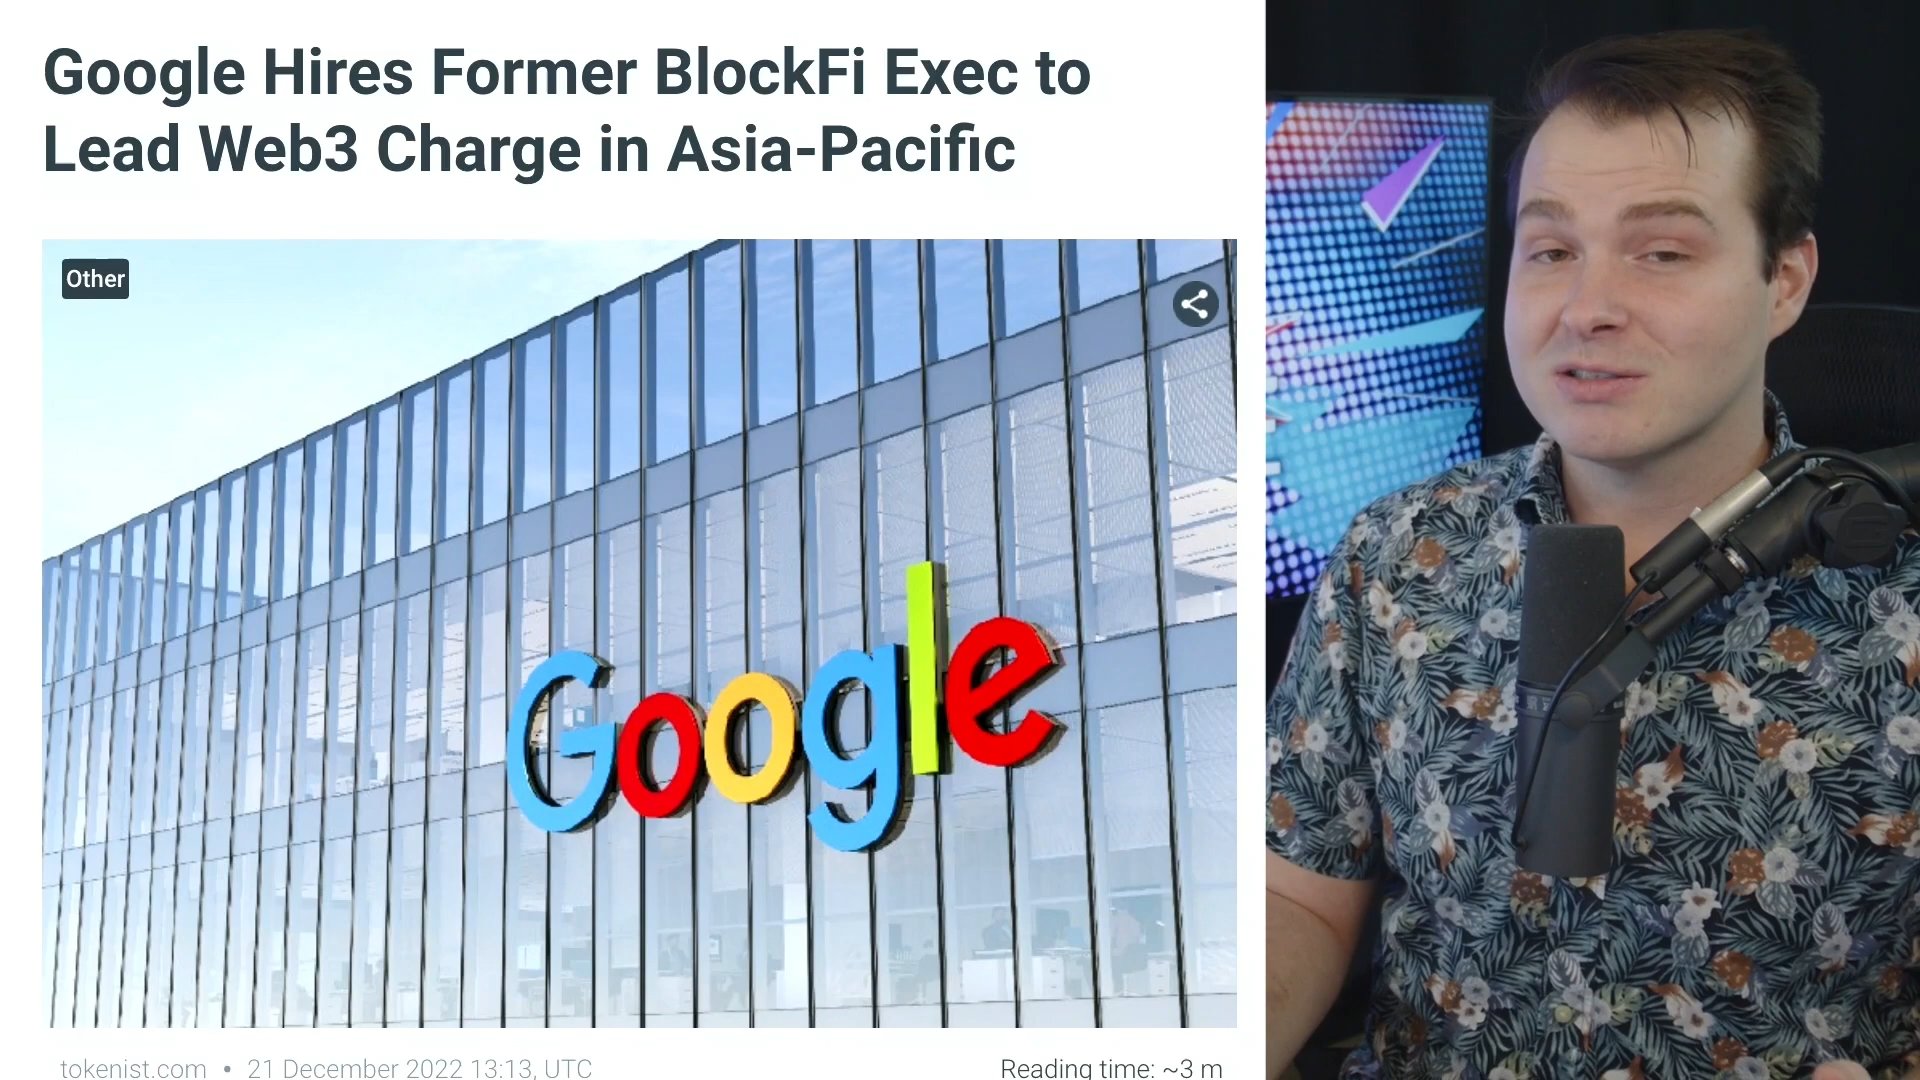 Google Hires Former BlockFi Exec to
Lead Web3 Charge in Asia-Pacific
Other
Google
tokenist.com • 21 December 2022 13:13, UTC
Reading time: ~3 m